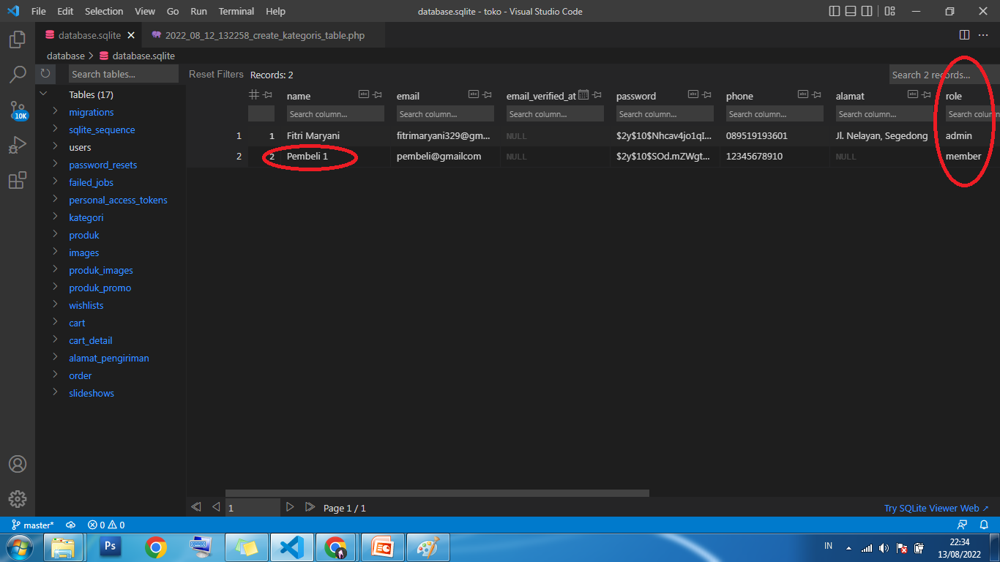 File Edit Selection View Go Run Terminal Help database.sqlite - toko - Visual Studio Code
database.sqlite 2022_08_12_132258_create_kategoris_table.php
database > database.sqlite
Search tables... Reset Filters Records: 2 Search 2 records...
Tables (17)
migrations
sqlite_sequence
users
password_resets
failed_jobs
personal_access_tokens
kategori
produk
images
produk_images
produk_promo
wishlists
cart
cart_detail
alamat_pengiriman
order
slideshows
name email email_verified_at password phone alamat role
Search column... Search column... Search column... Search column... Search column... Search column... Search colum
1 1 Fitri Maryani fitrimaryani329@gm... NULL $2y$10$Nhcav4jo1qI... 089519193601 Jl. Nelayan, Segedong admin
2 2 Pembeli 1 pembeli@gmailcom NULL $2y$10$SOd.mZWgt... 12345678910 NULL member
10K
1 Page 1 / 1 Try SQLite Viewer Web ↗
master* 0 0
Ps IN 22:34
13/08/2022